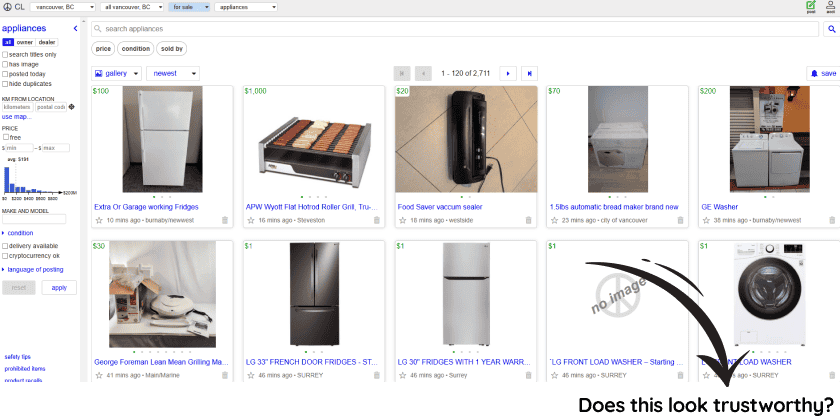 CL
vancouver, BC
all vancouver, BC
for sale
appliances
post
acct
appliances
search appliances
all owner dealer
search titles only
has image
posted today
hide duplicates
KM FROM LOCATION
kilometers postal code
use map...
PRICE
free
$ min – $ max
avg $191
$200M
$0 $200 $400 $600 $800
MAKE AND MODEL
condition
delivery available
cryptocurrency ok
language of posting
reset apply
safety tips
prohibited items
product recalls
price condition sold by
gallery newest
1 - 120 of 2,711
save
$100
Extra Or Garage working Fridges
10 mins ago · burnaby/newwest
$1,000
APW Wyott Flat Hotrod Roller Grill, Tru-...
16 mins ago · Steveston
$20
Food Saver vaccum sealer
18 mins ago · westside
$70
1.5lbs automatic bread maker brand new
23 mins ago · city of vancouver
$200
GE Washer
38 mins ago · burnaby/newwest
$30
George Foreman Lean Mean Grilling Ma...
41 mins ago · Main/Marine
$1
LG 33" FRENCH DOOR FRIDGES - ST...
46 mins ago · SURREY
$1
LG 30" FRIDGES WITH 1 YEAR WARR...
46 mins ago · Surrey
$1
no image
`LG FRONT LOAD WASHER – Starting ...
46 mins ago · SURREY
$1
FRONT LOAD WASHER
46 mins ago · SURREY
Does this look trustworthy?